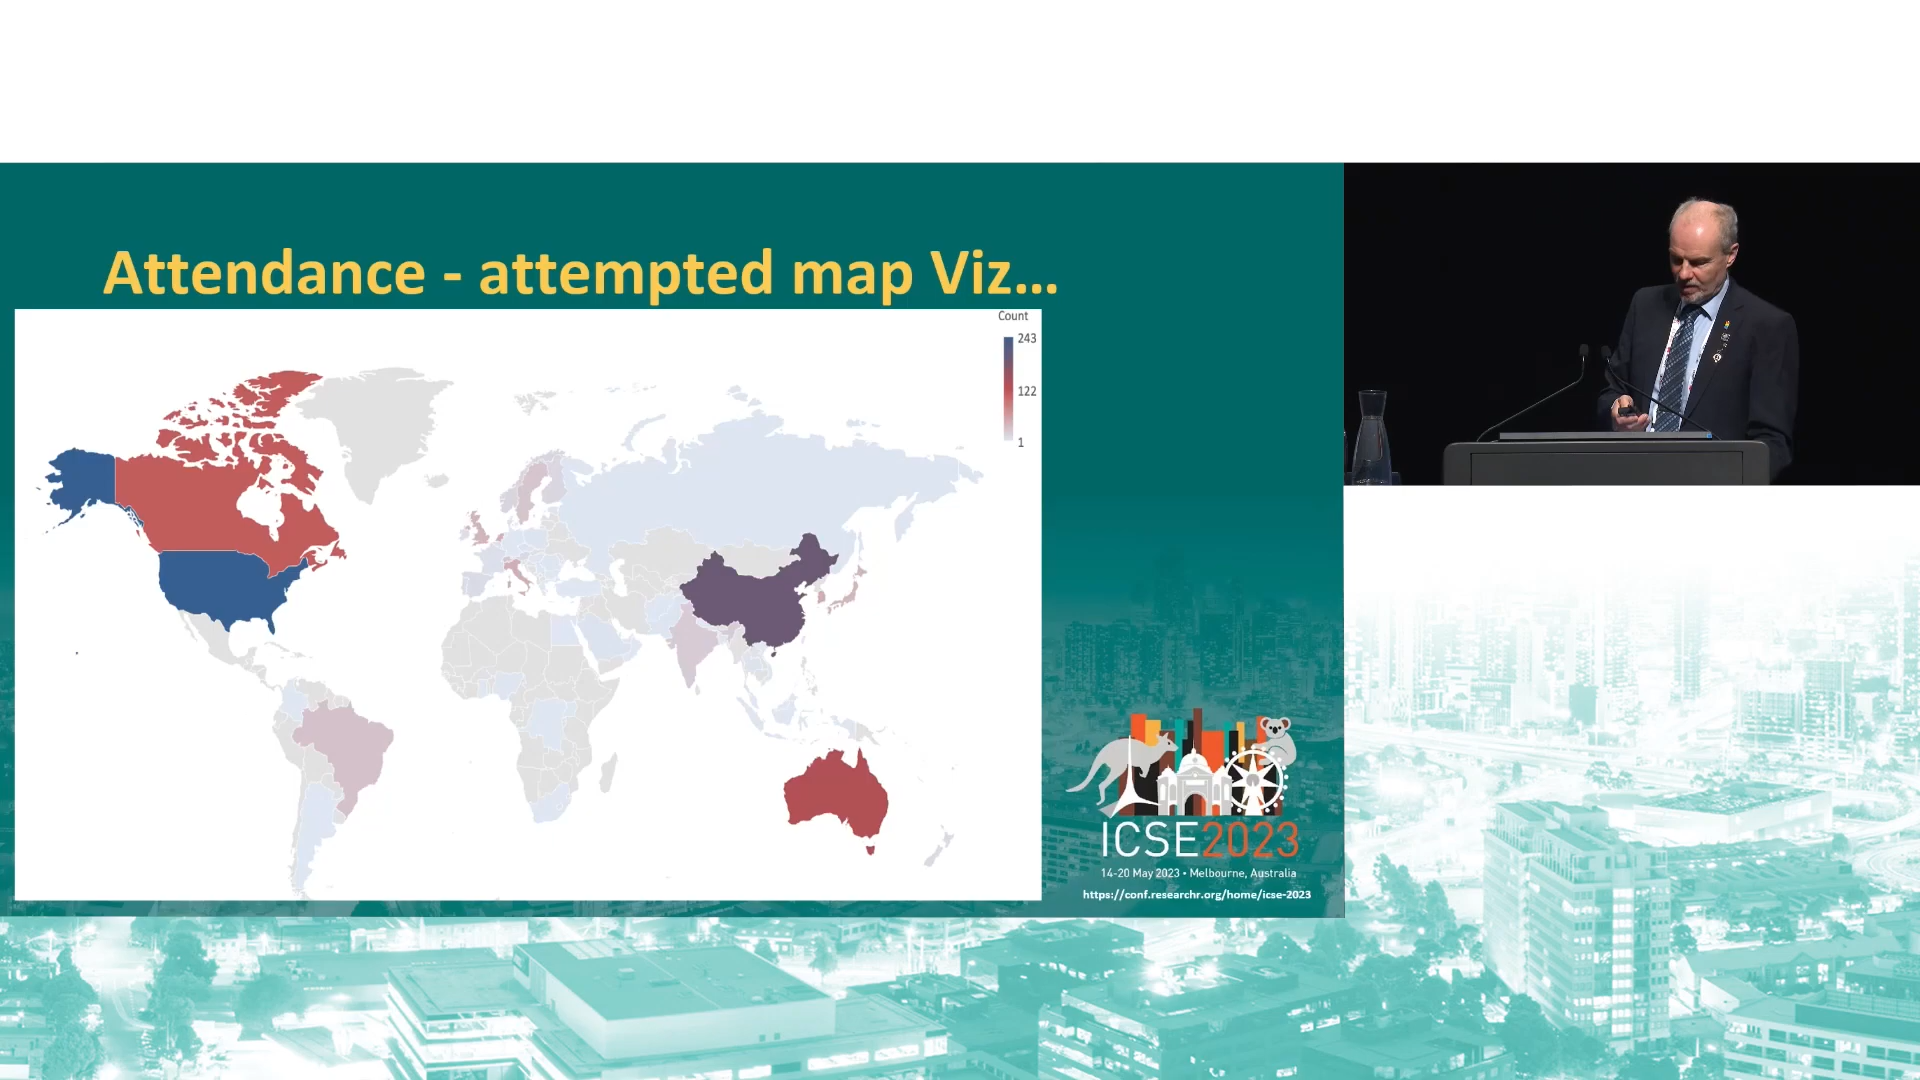 Attendance - attempted map Viz...
Count
243
122
1
ICSE2023
14-20 May 2023 • Melbourne, Australia
https://conf.researchr.org/home/icse-2023